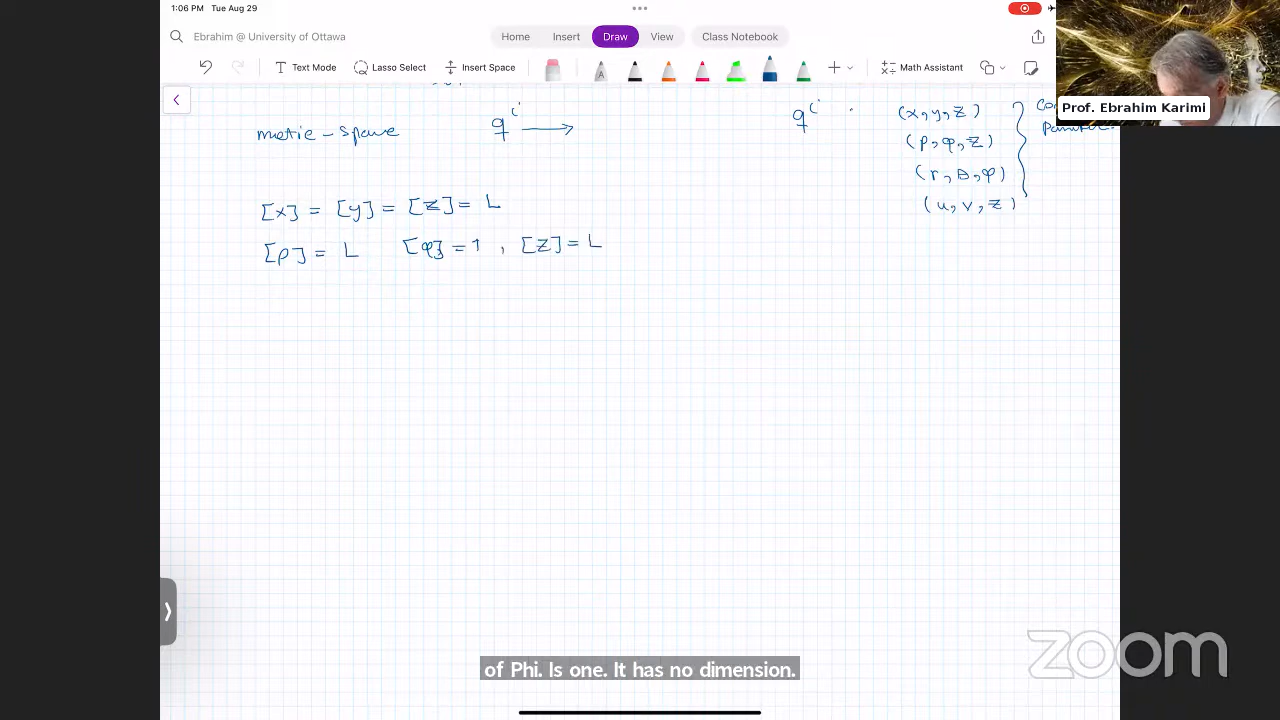 1:06 PM Tue Aug 29
Ebrahim @ University of Ottawa
Home Insert Draw View Class Notebook
Text Mode Lasso Select Insert Space Math Assistant
Prof. Ebrahim Karimi
metic-space q^i → q^i : (x, y, z)
(ρ, φ, z)
(r, θ, φ)
(u, v, z)
[x] = [y] = [z] = L
[ρ] = L [φ] = 1 , [z] = L
of Phi. Is one. It has no dimension.
zoom